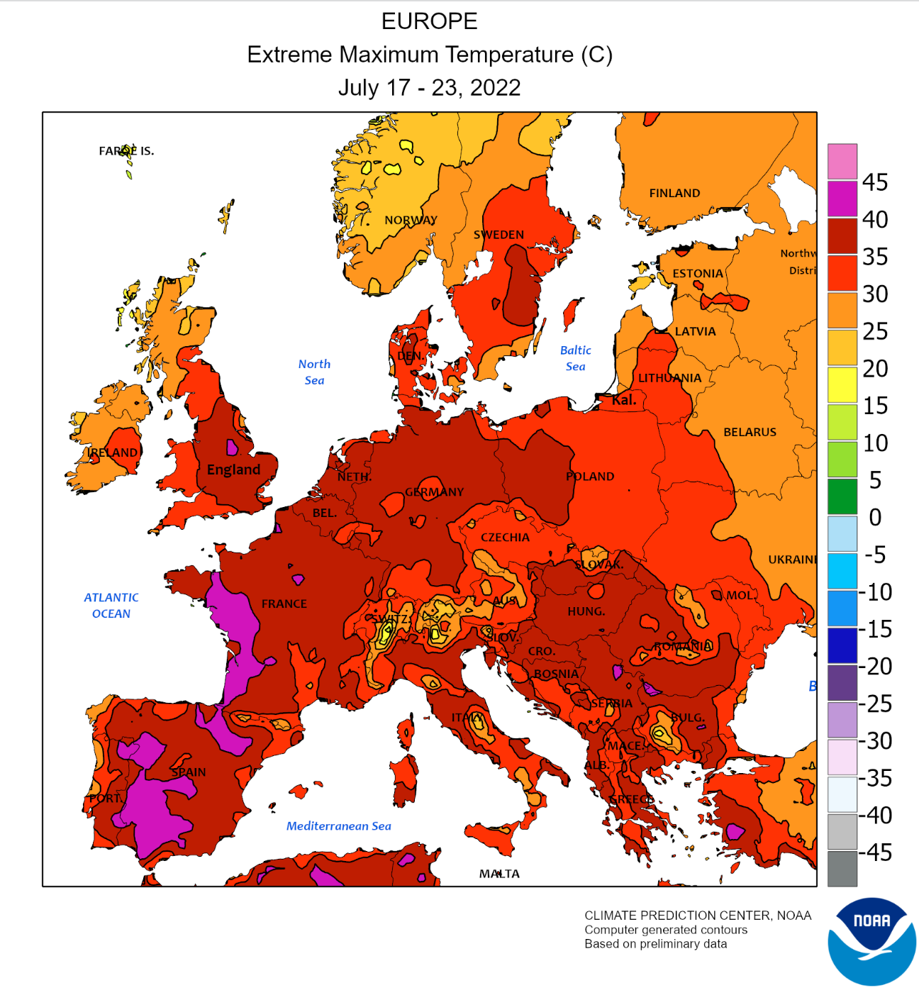 EUROPE
Extreme Maximum Temperature (C)
July 17 - 23, 2022
FAROE IS.
FINLAND
NORWAY
SWEDEN
Northw
Distri
ESTONIA
LATVIA
North
Sea
Baltic
Sea
DEN.
LITHUANIA
Kal.
BELARUS
IRELAND
England
NETH.
GERMANY
POLAND
BEL.
CZECHIA
UKRAIN
SLOVAK.
ATLANTIC
OCEAN
FRANCE
AUS.
HUNG.
MOL.
SWITZ.
SLOV.
CRO.
ROMANIA
BOSNIA
B
SERBIA
ITALY
BULG.
MACE.
ALB.
SPAIN
PORT.
GREECE
Mediterranean Sea
MALTA
45
40
35
30
25
20
15
10
5
0
-5
-10
-15
-20
-25
-30
-35
-40
-45
CLIMATE PREDICTION CENTER, NOAA
Computer generated contours
Based on preliminary data
NOAA